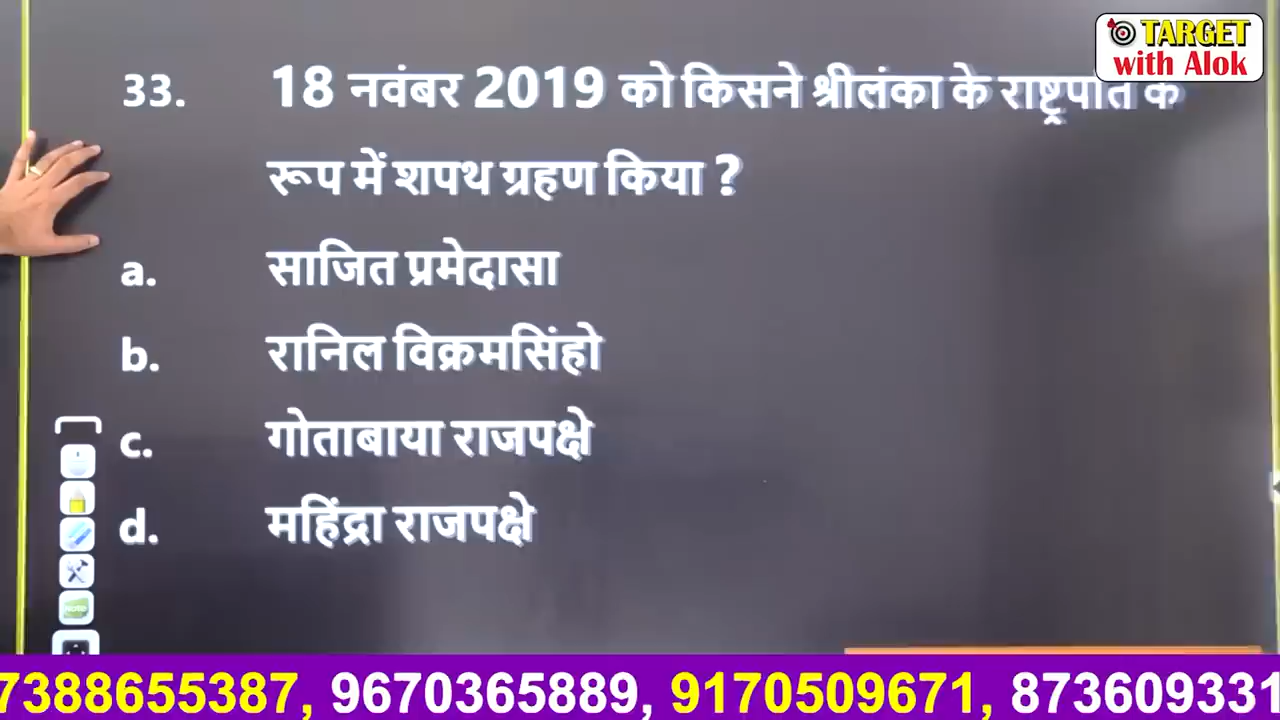 TARGET
with Alok
33. 18 नवंबर 2019 को किसने श्रीलंका के राष्ट्रपति के
रूप में शपथ ग्रहण किया ?
a. साजित प्रमेदासा
b. रानिल विक्रमसिंहो
c. गोताबाया राजपक्षे
d. महिंद्रा राजपक्षे
Note
7388655387, 9670365889, 9170509671, 873609331